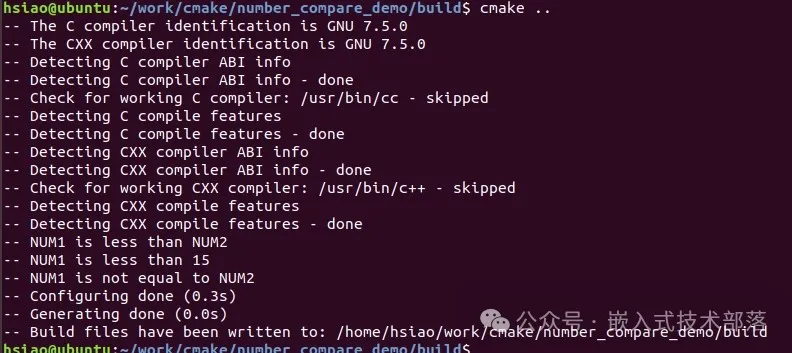 hsiao@ubuntu:~/work/cmake/number_compare_demo/build$ cmake ..
-- The C compiler identification is GNU 7.5.0
-- The CXX compiler identification is GNU 7.5.0
-- Detecting C compiler ABI info
-- Detecting C compiler ABI info - done
-- Check for working C compiler: /usr/bin/cc - skipped
-- Detecting C compile features
-- Detecting C compile features - done
-- Detecting CXX compiler ABI info
-- Detecting CXX compiler ABI info - done
-- Check for working CXX compiler: /usr/bin/c++ - skipped
-- Detecting CXX compile features
-- Detecting CXX compile features - done
-- NUM1 is less than NUM2
-- NUM1 is less than 15
-- NUM1 is not equal to NUM2
-- Configuring done (0.3s)
-- Generating done (0.0s)
公众号 · 嵌入式技术部落
-- Build files have been written to: /home/hsiao/work/cmake/number_compare_demo/build
hsiao@ubuntu:~/work/cmake/number_compare_demo/build$